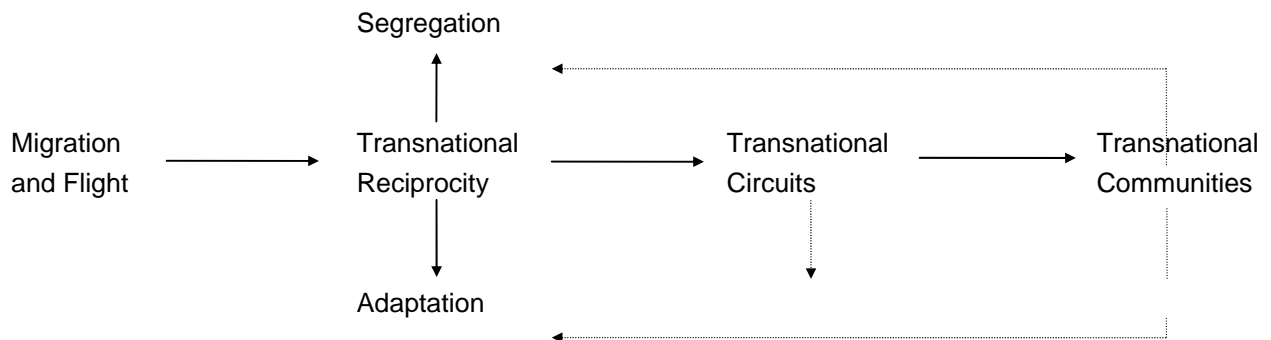 Segregation
Migration
and Flight
Transnational
Reciprocity
Transnational
Circuits
Transnational
Communities
Adaptation